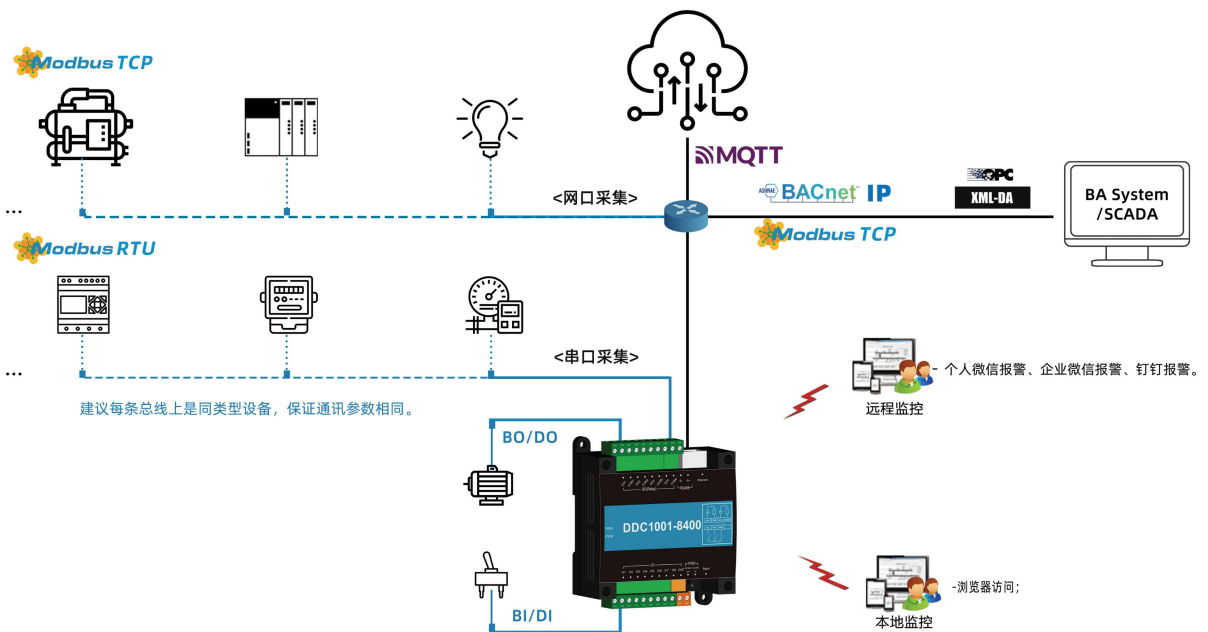 Modbus TCP
MQTT
<网口采集>
ASHRAE BACnet IP
OPC
XML-DA
BA System
/SCADA
...
Modbus TCP
Modbus RTU
<串口采集>
...
建议每条总线上是同类型设备，保证通讯参数相同。
- 个人微信报警、企业微信报警、钉钉报警。
远程监控
BO/DO
DDC1001-8400
BI/DI
-浏览器访问；
本地监控